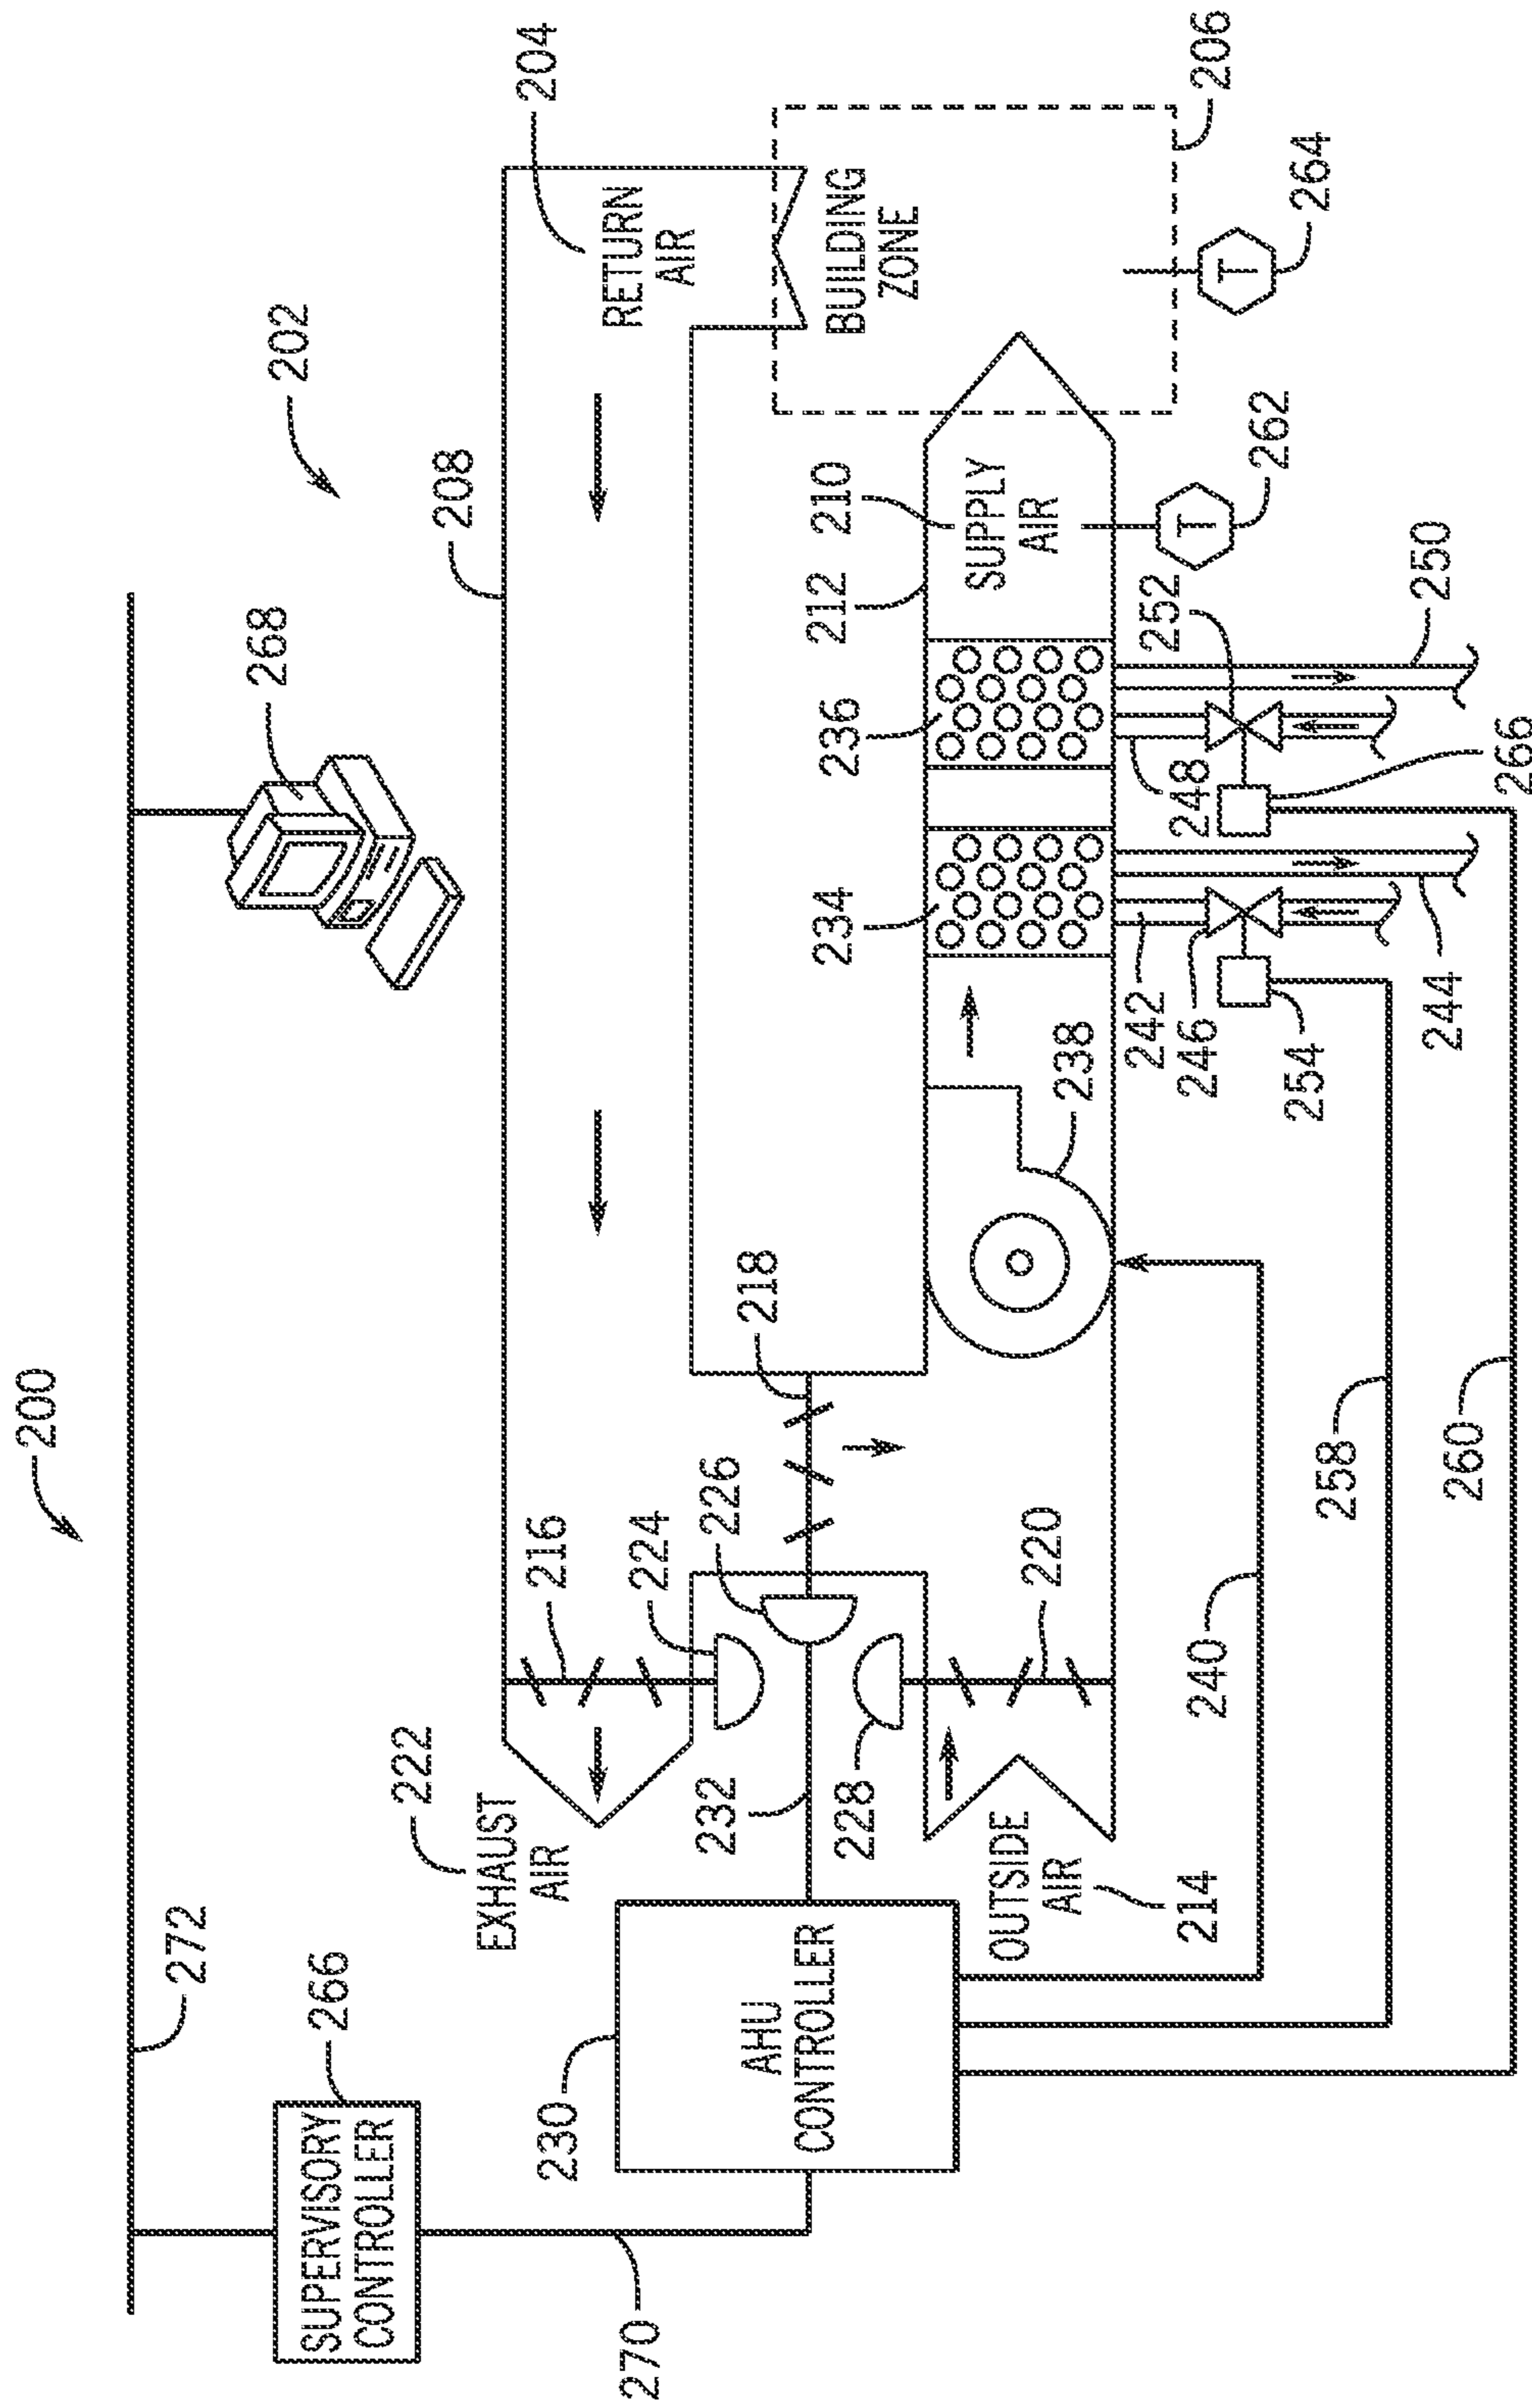 200
272
SUPERVISORY
CONTROLLER
266
268
202
270
230
AHU
CONTROLLER
222
EXHAUST
AIR
216
224
226
218
208
204
RETURN
AIR
232
228
OUTSIDE
AIR
214
220
238
234
236
212
210
SUPPLY
AIR
BUILDING
ZONE
206
240
242
246
254
248
252
262
264
258
244
266
250
260